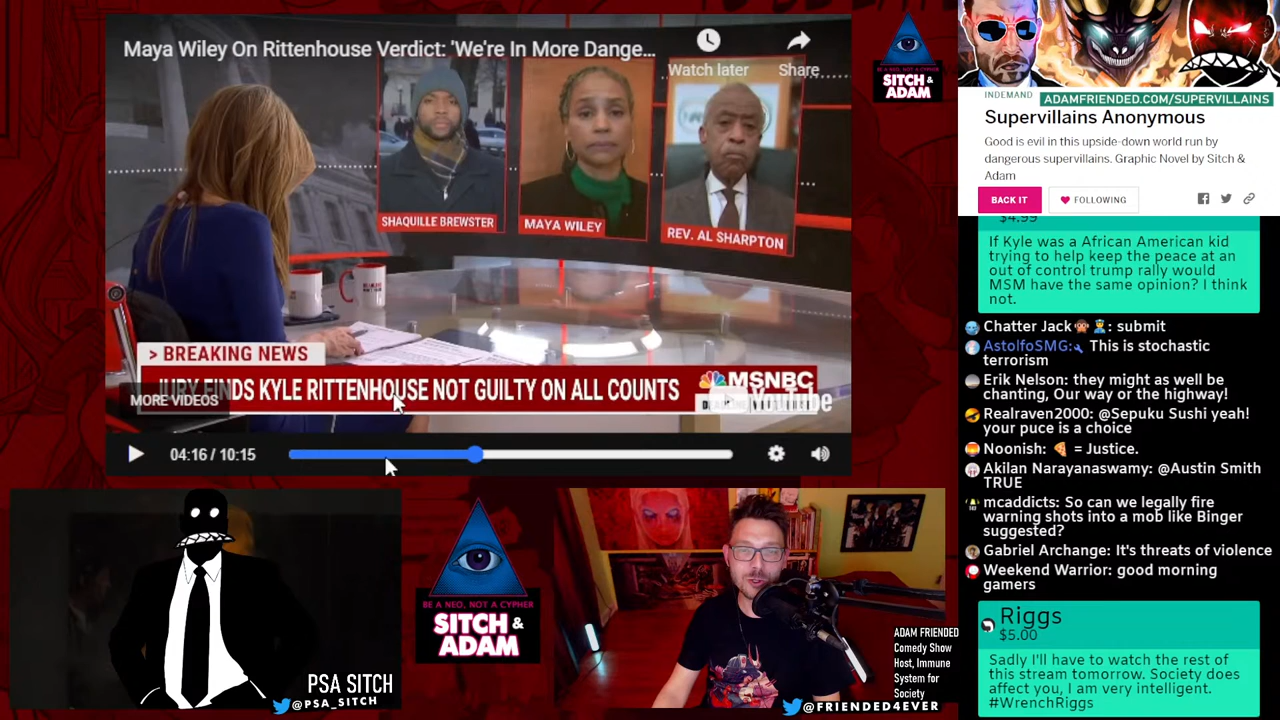 Maya Wiley On Rittenhouse Verdict: 'We're In More Dange...
Watch later
Share
SHAQUILLE BREWSTER
MAYA WILEY
REV. AL SHARPTON
> BREAKING NEWS
JURY FINDS KYLE RITTENHOUSE NOT GUILTY ON ALL COUNTS
MSNBC
MORE VIDEOS
YouTube
04:16 / 10:15
BE A NEO, NOT A CYPHER
SITCH &
ADAM
INDEMAND
ADAMFRIENDED.COM/SUPERVILLAINS
Supervillains Anonymous
Good is evil in this upside-down world run by
dangerous supervillains. Graphic Novel by Sitch &
Adam
BACK IT
FOLLOWING
$4.99
If Kyle was a African American kid
trying to help keep the peace at an
out of control trump rally would
MSM have the same opinion? I think
not.
Chatter Jack: submit
AstolfoSMG: This is stochastic
terrorism
Erik Nelson: they might as well be
chanting, Our way or the highway!
Realraven2000: @Sepuku Sushi yeah!
your puce is a choice
Noonish: = Justice.
Akilan Narayanaswamy: @Austin Smith
TRUE
mcaddicts: So can we legally fire
warning shots into a mob like Binger
suggested?
Gabriel Archange: It's threats of violence
Weekend Warrior: good morning
gamers
Riggs
$5.00
Sadly I'll have to watch the rest of
this stream tomorrow. Society does
affect you, I am very intelligent.
#WrenchRiggs
PSA SITCH
@PSA_SITCH
BE A NEO, NOT A CYPHER
SITCH &
ADAM
ADAM FRIENDED
Comedy Show
Host, Immune
System for
Society
@FRIENDED4EVER